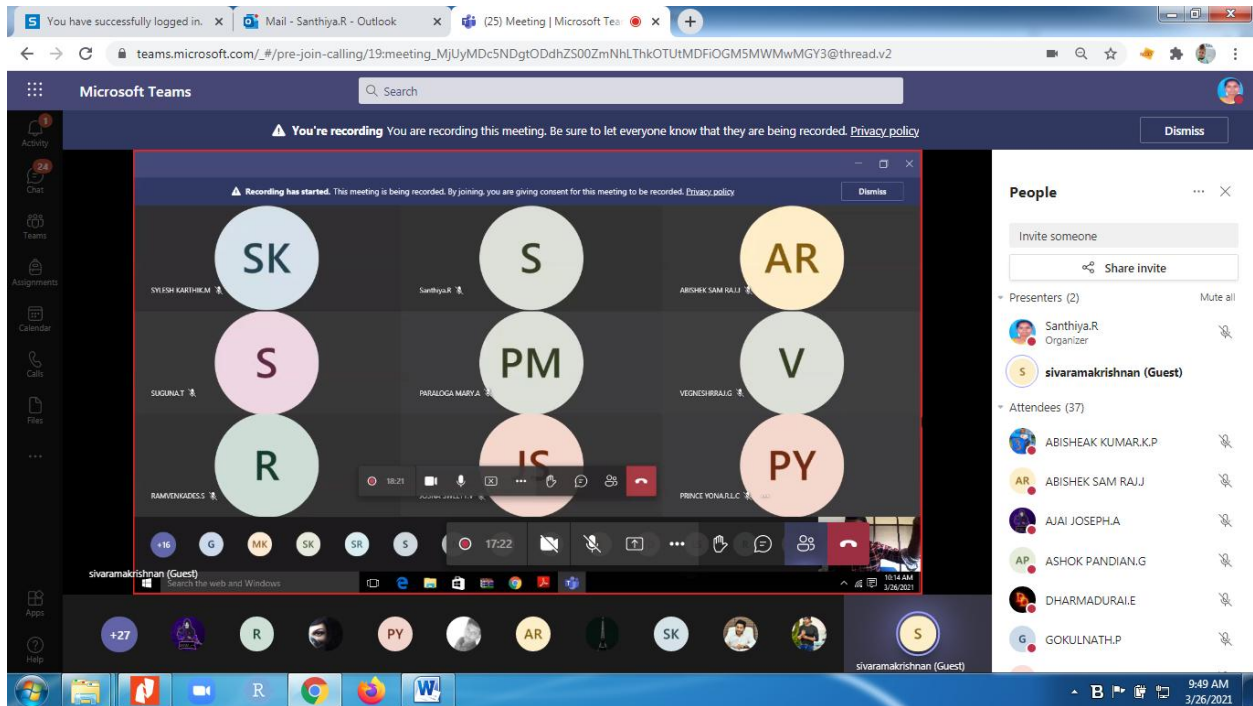 S You have successfully logged in.
Mail - Santhiya.R - Outlook
(25) Meeting | Microsoft Tea
teams.microsoft.com/_#/pre-join-calling/19:meeting_MjUyMDc5NDgtODdhZS00ZmNhLThkOTUtMDFiOGM5MWMwMGY3@thread.v2
Microsoft Teams
Search
You're recording You are recording this meeting. Be sure to let everyone know that they are being recorded. Privacy policy
Dismiss
1
Activity
24
Chat
Teams
Assignments
Calendar
Calls
Files
Apps
Help
Recording has started. This meeting is being recorded. By joining, you are giving consent for this meeting to be recorded. Privacy policy
Dismiss
SK
SYLESH KARTHIK.M
S
Santhiya.R
AR
ABISHEK SAM RAJ.J
S
SUGUNA.T
PM
PARALOGA MARY.A
V
VEGNESHRRAJ.G
R
RAMVENKADES.S
JS
PY
PRINCE YONA.R.L.C
18:21
+16
G
MK
SK
SR
S
17:22
sivaramakrishnan (Guest)
Search the web and Windows
10:14 AM
3/26/2021
+27
R
PY
AR
SK
S
sivaramakrishnan (Guest)
People
Invite someone
Share invite
Presenters (2)
Mute all
Santhiya.R
Organizer
S
sivaramakrishnan (Guest)
Attendees (37)
ABISHEAK KUMAR.K.P
AR
ABISHEK SAM RAJ.J
AJAI JOSEPH.A
AP
ASHOK PANDIAN.G
DHARMADURAI.E
G
GOKULNATH.P
R
W
B
9:49 AM
3/26/2021